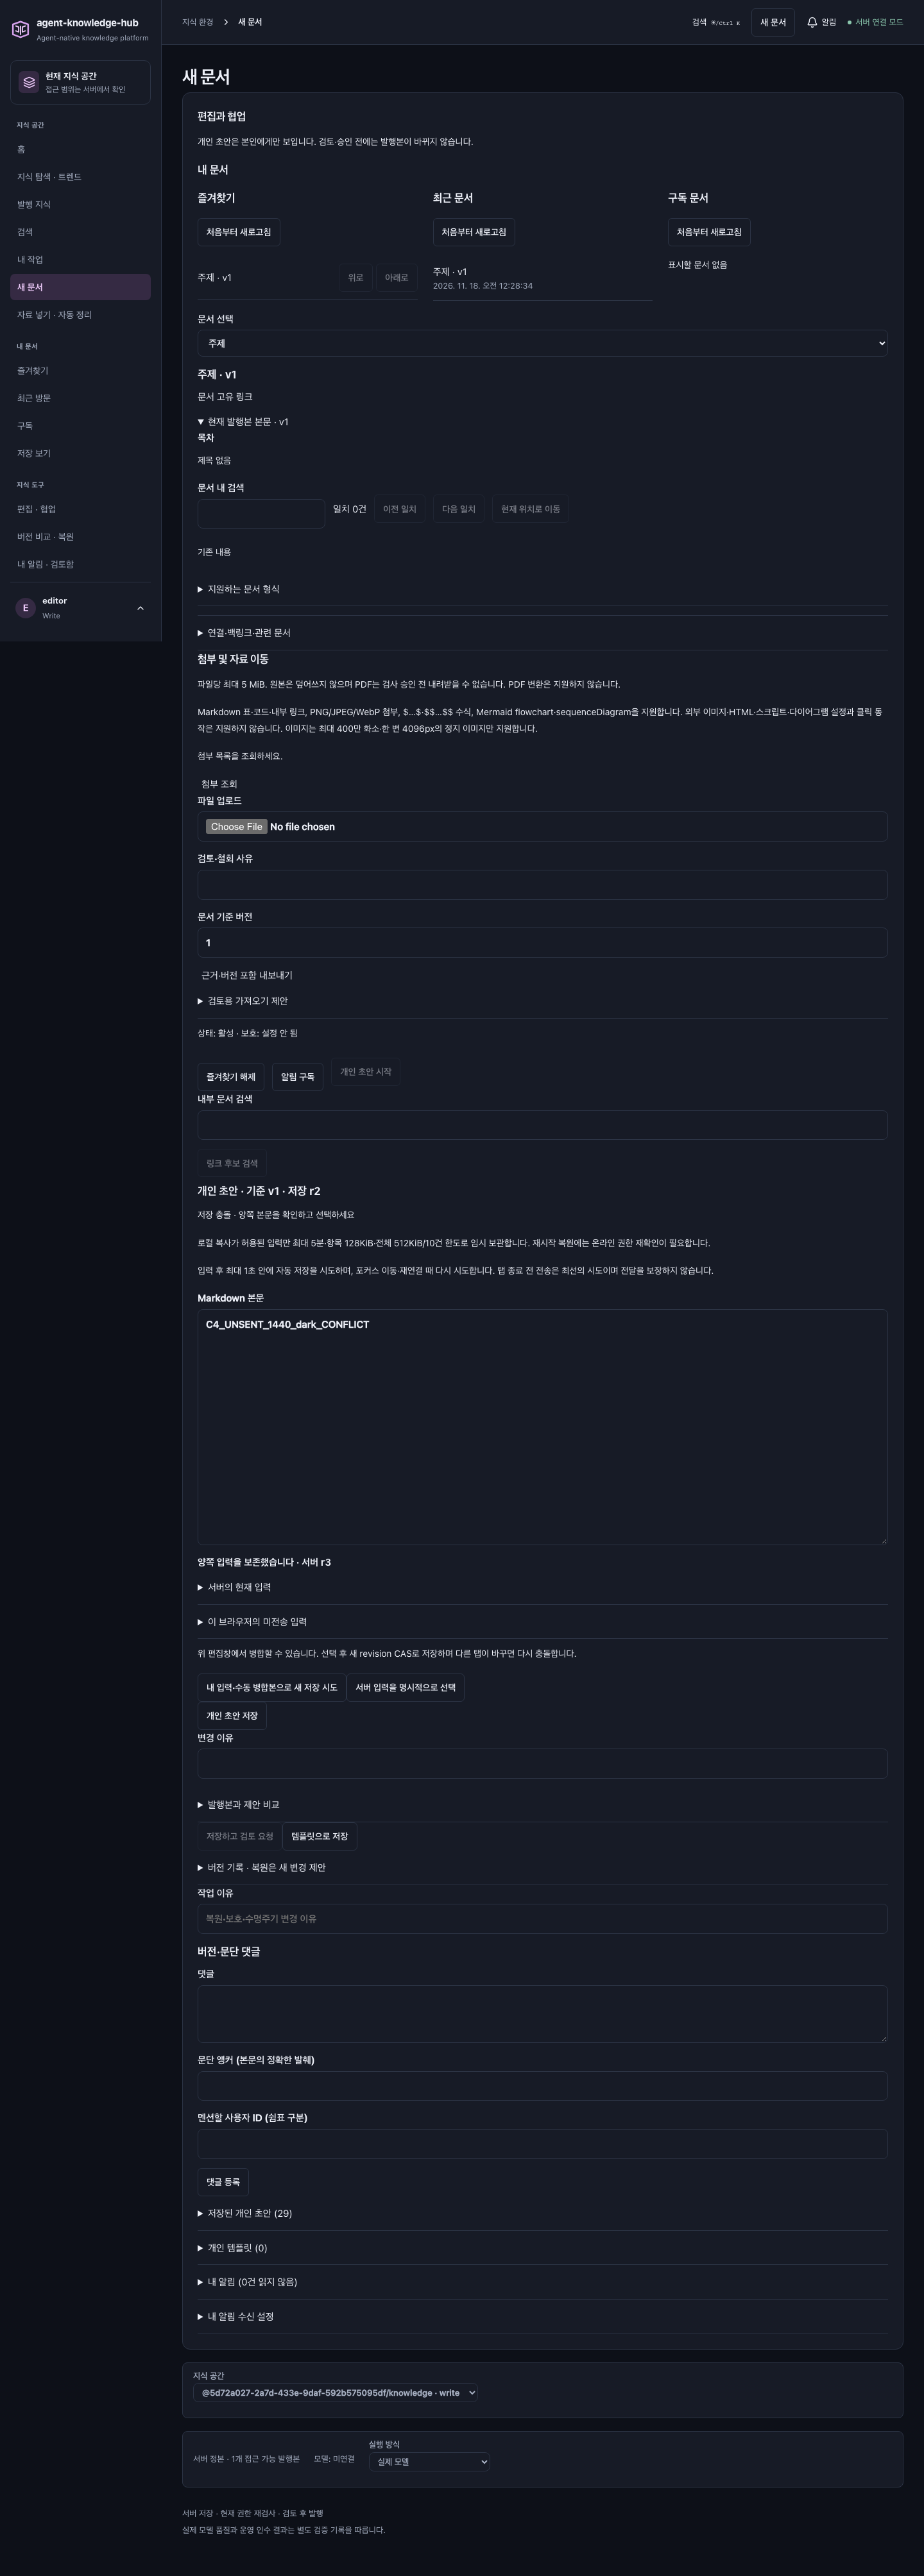 agent-knowledge-hub
Agent-native knowledge platform
현재 지식 공간
접근 범위는 서버에서 확인
지식 공간
홈
지식 탐색 · 트렌드
발행 지식
검색
내 작업
새 문서
자료 넣기 · 자동 정리
내 문서
즐겨찾기
최근 방문
구독
저장 보기
지식 도구
편집 · 협업
버전 비교 · 복원
내 알림 · 검토함
E
editor
Write
지식 환경 > 새 문서
검색 ⌘/Ctrl K
새 문서
알림
서버 연결 모드
새 문서
편집과 협업
개인 초안은 본인에게만 보입니다. 검토·승인 전에는 발행본이 바뀌지 않습니다.
내 문서
즐겨찾기
처음부터 새로고침
주제 · v1
위로
아래로
최근 문서
처음부터 새로고침
주제 · v1
2026. 11. 18. 오전 12:28:34
구독 문서
처음부터 새로고침
표시할 문서 없음
문서 선택
주제
주제 · v1
문서 고유 링크
▼ 현재 발행본 본문 · v1
목차
제목 없음
문서 내 검색
일치 0건
이전 일치
다음 일치
현재 위치로 이동
기존 내용
▶ 지원하는 문서 형식
▶ 연결·백링크·관련 문서
첨부 및 자료 이동
파일당 최대 5 MiB. 원본은 덮어쓰지 않으며 PDF는 검사 승인 전 내려받을 수 없습니다. PDF 변환은 지원하지 않습니다.
Markdown 표·코드·내부 링크, PNG/JPEG/WebP 첨부, $...$·$$...$$ 수식, Mermaid flowchart·sequenceDiagram을 지원합니다. 외부 이미지·HTML·스크립트·다이어그램 설정과 클릭 동
작은 지원하지 않습니다. 이미지는 최대 400만 화소·한 변 4096px의 정지 이미지만 지원합니다.
첨부 목록을 조회하세요.
첨부 조회
파일 업로드
Choose File No file chosen
검토·철회 사유
문서 기준 버전
1
근거·버전 포함 내보내기
▶ 검토용 가져오기 제안
상태: 활성 · 보호: 설정 안 됨
즐겨찾기 해제
알림 구독
개인 초안 시작
내부 문서 검색
링크 후보 검색
개인 초안 · 기준 v1 · 저장 r2
저장 충돌 · 양쪽 본문을 확인하고 선택하세요
로컬 복사가 허용된 입력만 최대 5분·항목 128KiB·전체 512KiB/10건 한도로 임시 보관합니다. 재시작 복원에는 온라인 권한 재확인이 필요합니다.
입력 후 최대 1초 안에 자동 저장을 시도하며, 포커스 이동·재연결 때 다시 시도합니다. 탭 종료 전 전송은 최선의 시도이며 전달을 보장하지 않습니다.
Markdown 본문
C4_UNSENT_1440_dark_CONFLICT
양쪽 입력을 보존했습니다 · 서버 r3
▶ 서버의 현재 입력
▶ 이 브라우저의 미전송 입력
위 편집창에서 병합할 수 있습니다. 선택 후 새 revision CAS로 저장하며 다른 탭이 바꾸면 다시 충돌합니다.
내 입력·수동 병합본으로 새 저장 시도
서버 입력을 명시적으로 선택
개인 초안 저장
변경 이유
▶ 발행본과 제안 비교
저장하고 검토 요청
템플릿으로 저장
▶ 버전 기록 · 복원은 새 변경 제안
작업 이유
복원·보호·수명주기 변경 이유
버전·문단 댓글
댓글
문단 앵커 (본문의 정확한 발췌)
멘션할 사용자 ID (쉼표 구분)
댓글 등록
▶ 저장된 개인 초안 (29)
▶ 개인 템플릿 (0)
▶ 내 알림 (0건 읽지 않음)
▶ 내 알림 수신 설정
지식 공간
@5d72a027-2a7d-433e-9daf-592b575095df/knowledge · write
서버 정본 · 1개 접근 가능 발행본
모델: 미연결
실행 방식
실제 모델
서버 저장 · 현재 권한 재검사 · 검토 후 발행
실제 모델 품질과 운영 인수 결과는 별도 검증 기록을 따릅니다.